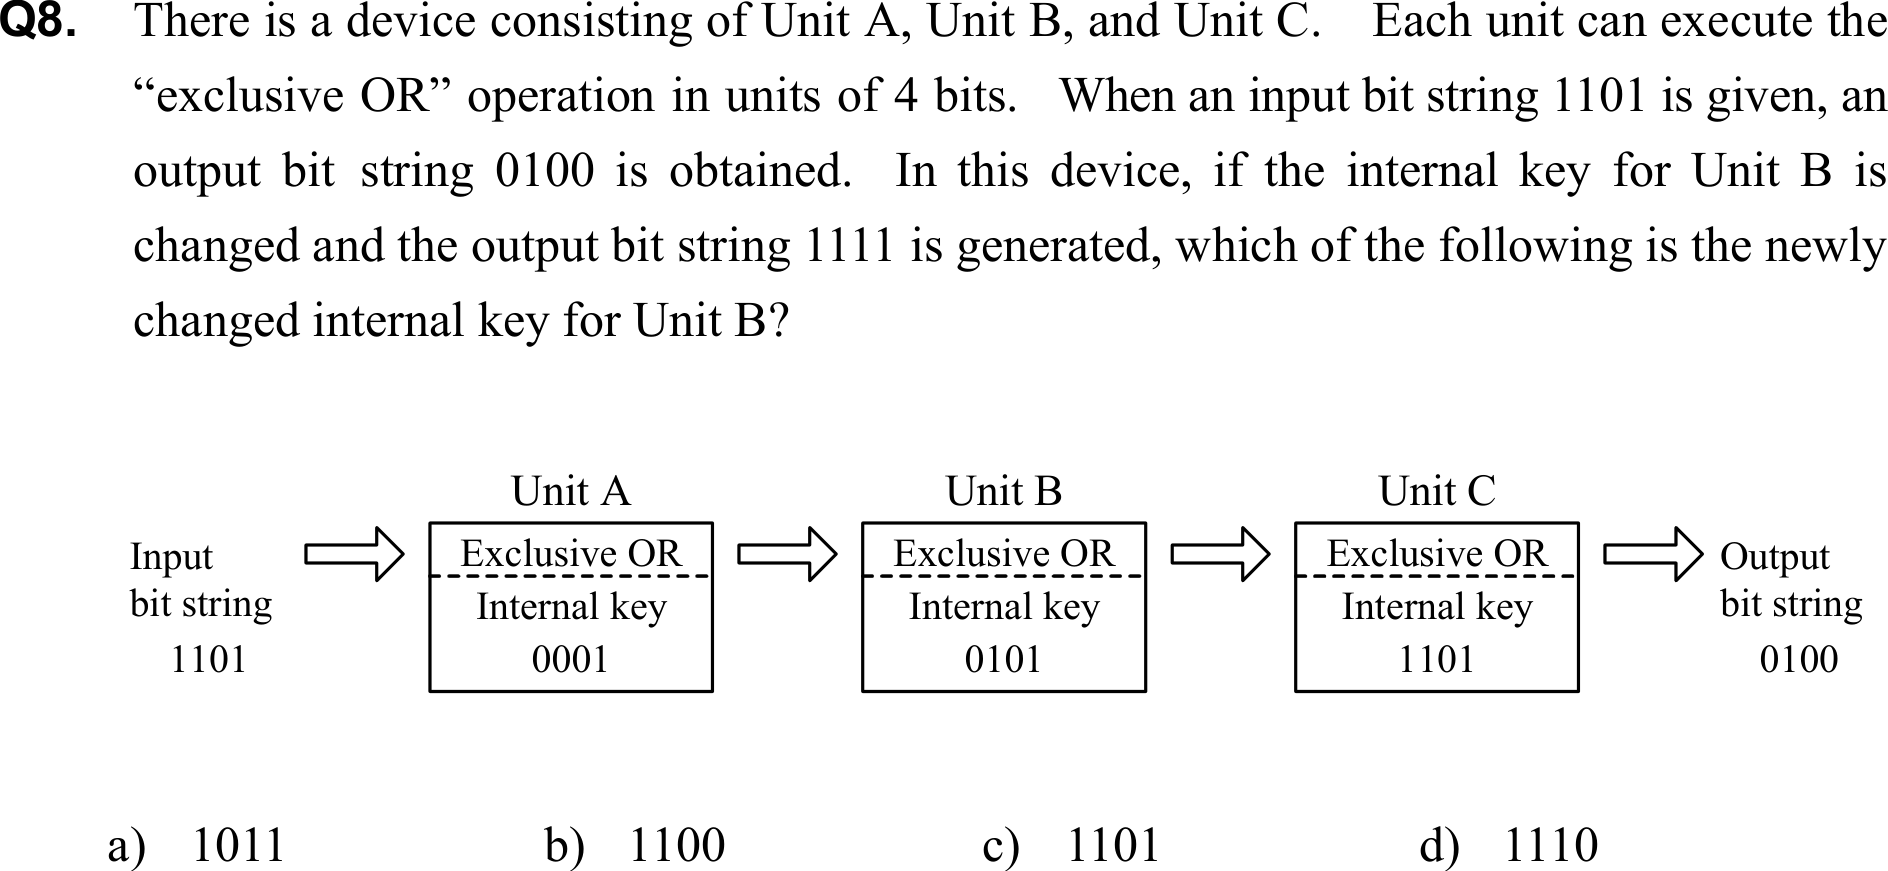 Q8. There is a device consisting of Unit A, Unit B, and Unit C. Each unit can execute the
“exclusive OR” operation in units of 4 bits. When an input bit string 1101 is given, an
output bit string 0100 is obtained. In this device, if the internal key for Unit B is
changed and the output bit string 1111 is generated, which of the following is the newly
changed internal key for Unit B?
Unit A Unit B Unit C
Input Exclusive OR Exclusive OR Exclusive OR Output
bit string Internal key Internal key Internal key bit string
1101 0001 0101 1101 0100
a) 1011 b) 1100 c) 1101 d) 1110